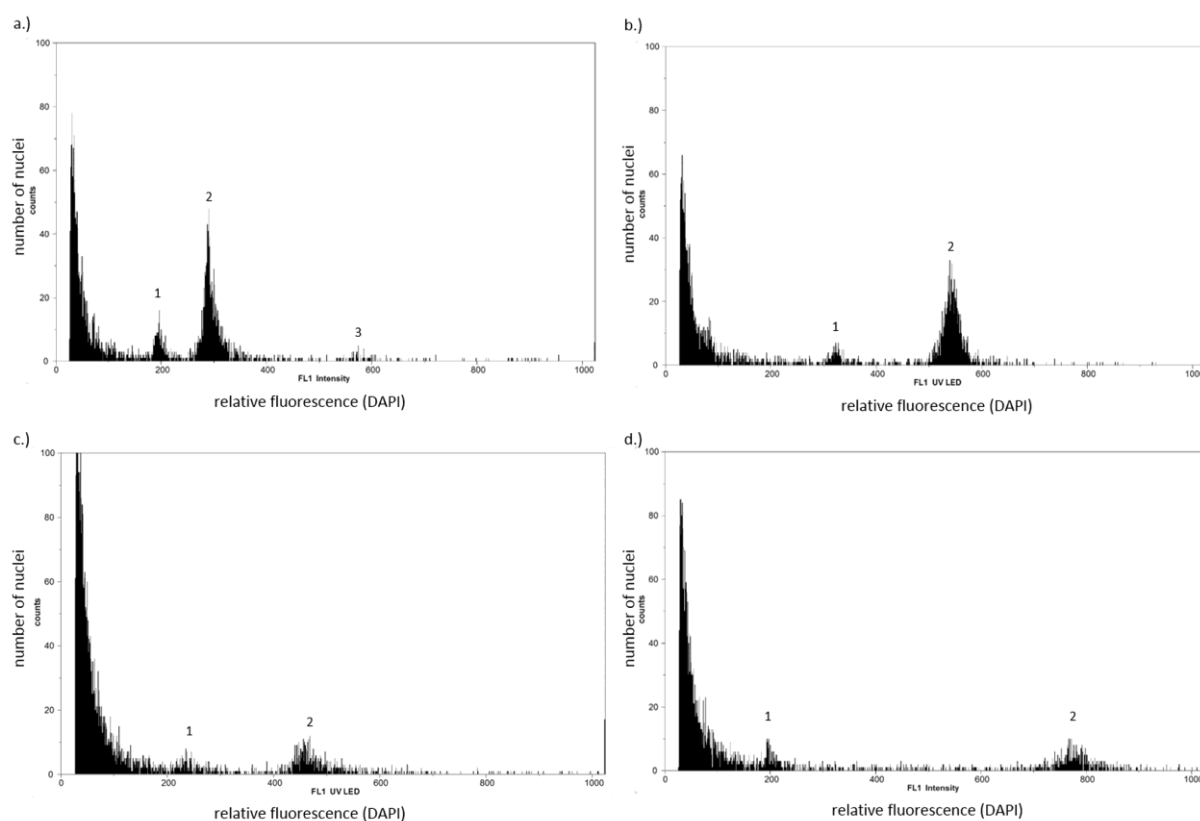 a.)
100
80
60
40
20
0
number of nuclei
counts
1
2
3
0
200
400
600
800
1000
FL1 Intensity
relative fluorescence (DAPI)
b.)
100
80
60
40
20
0
number of nuclei
counts
1
2
0
200
400
600
800
1000
FL1 UV LED
relative fluorescence (DAPI)
c.)
100
80
60
40
20
0
number of nuclei
counts
1
2
0
200
400
600
800
1000
FL1 UV LED
relative fluorescence (DAPI)
d.)
100
80
60
40
20
0
number of nuclei
counts
1
2
0
200
400
600
800
1000
FL1 Intensity
relative fluorescence (DAPI)